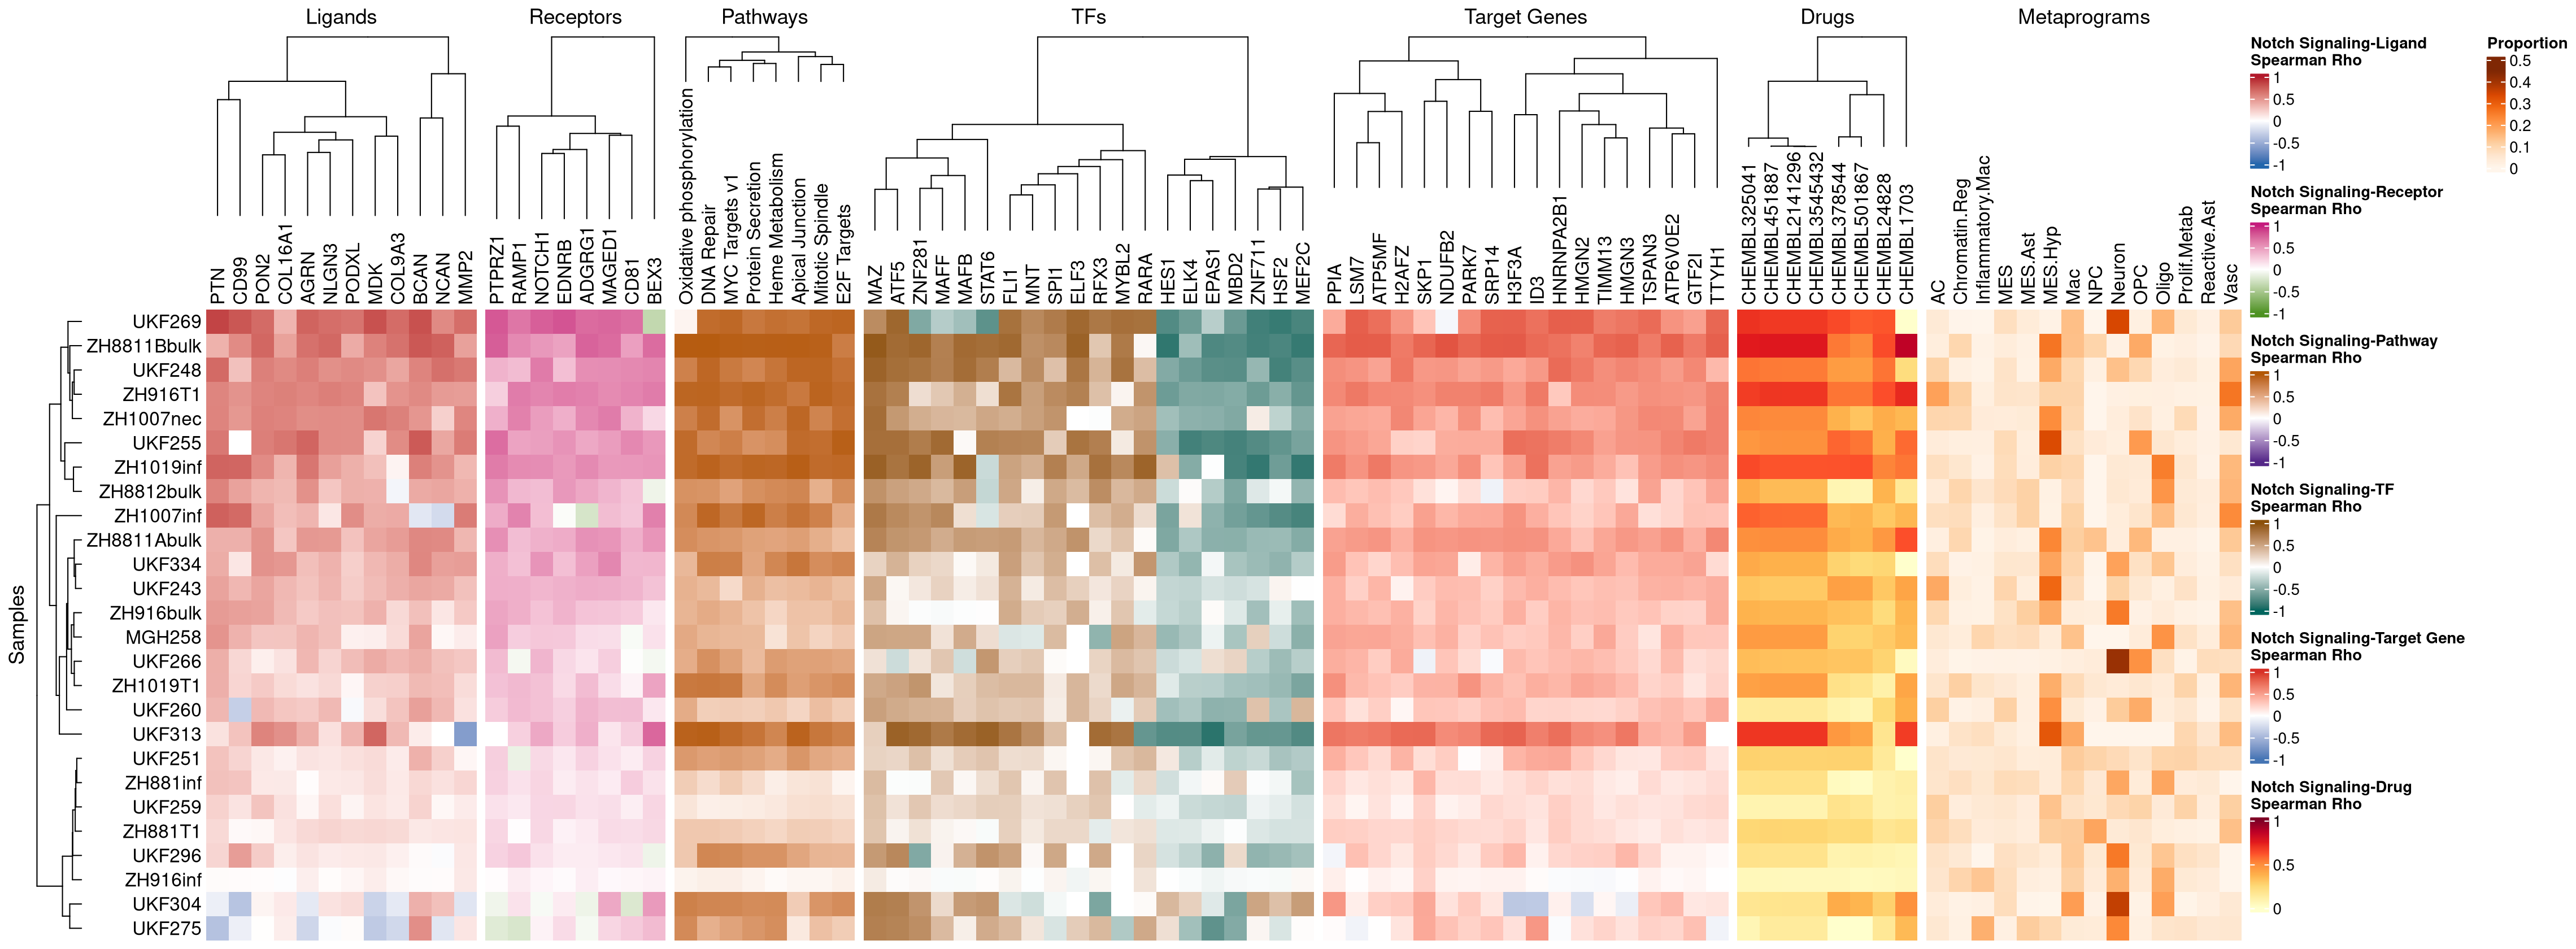 Ligands
Receptors
Pathways
TFs
Target Genes
Drugs
Metaprograms
PTN
CD99
PON2
COL16A1
AGRN
NLGN3
PODXL
MDK
COL9A3
BCAN
NCAN
MMP2
PTPRZ1
RAMP1
NOTCH1
EDNRB
ADGRG1
MAGED1
CD81
BEX3
Oxidative phosphorylation
DNA Repair
MYC Targets v1
Protein Secretion
Heme Metabolism
Apical Junction
Mitotic Spindle
E2F Targets
MAZ
ATF5
ZNF281
MAFF
MAFB
STAT6
FLI1
MNT
SPI1
ELF3
RFX3
MYBL2
RARA
HES1
ELK4
EPAS1
MBD2
ZNF711
HSF2
MEF2C
PPIA
LSM7
ATP5MF
H2AFZ
SKP1
NDUFB2
PARK7
SRP14
H3F3A
ID3
HNRNPA2B1
HMGN2
TIMM13
HMGN3
TSPAN3
ATP6V0E2
GTF2I
TTYH1
CHEMBL325041
CHEMBL451887
CHEMBL2141296
CHEMBL3545432
CHEMBL378544
CHEMBL501867
CHEMBL24828
CHEMBL1703
AC
Chromatin.Reg
Inflammatory.Mac
MES
MES.Ast
MES.Hyp
Mac
NPC
Neuron
OPC
Oligo
Prolif.Metab
Reactive.Ast
Vasc
Samples
UKF269
ZH8811Bbulk
UKF248
ZH916T1
ZH1007nec
UKF255
ZH1019inf
ZH8812bulk
ZH1007inf
ZH8811Abulk
UKF334
UKF243
ZH916bulk
MGH258
UKF266
ZH1019T1
UKF260
UKF313
UKF251
ZH881inf
UKF259
ZH881T1
UKF296
ZH916inf
UKF304
UKF275
Notch Signaling-Ligand
Spearman Rho
1
0.5
0
-0.5
-1
Notch Signaling-Receptor
Spearman Rho
1
0.5
0
-0.5
-1
Notch Signaling-Pathway
Spearman Rho
1
0.5
0
-0.5
-1
Notch Signaling-TF
Spearman Rho
1
0.5
0
-0.5
-1
Notch Signaling-Target Gene
Spearman Rho
1
0.5
0
-0.5
-1
Notch Signaling-Drug
Spearman Rho
1
0.5
0
Proportion
0.5
0.4
0.3
0.2
0.1
0